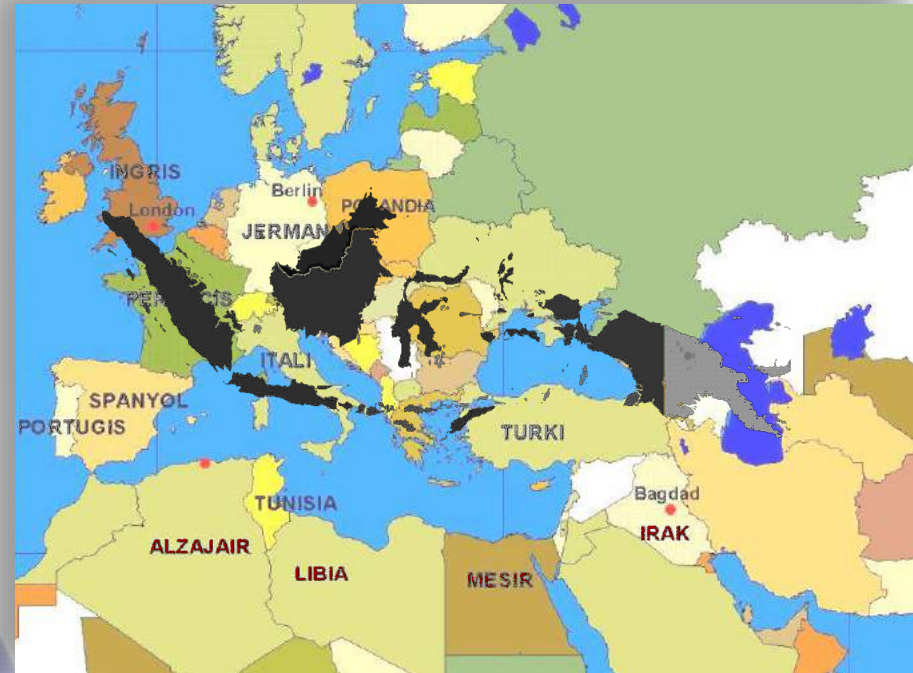 INGRIS
London
Berlin
POLANDIA
JERMAN
PERANCIS
ITALI
SPANYOL
PORTUGIS
TURKI
TUNISIA
Bagdad
ALZAJAIR
IRAK
LIBIA
MESIR